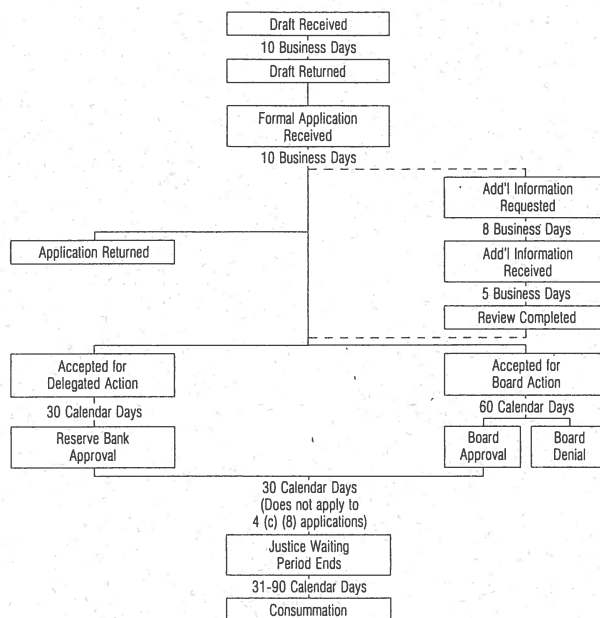 Draft Received
10 Business Days
Draft Returned
Formal Application
Received
10 Business Days
Add'l Information
Requested
8 Business Days
Application Returned
Add'l Information
Received
5 Business Days
Review Completed
Accepted for
Delegated Action
Accepted for
Board Action
30 Calendar Days
60 Calendar Days
Reserve Bank
Approval
Board
Approval
Board
Denial
30 Calendar Days
(Does not apply to
4 (c) (8) applications)
Justice Waiting
Period Ends
31-90 Calendar Days
Consummation